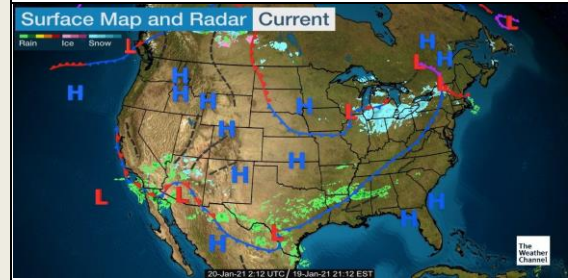 Surface Map and Radar Current
Rain Ice Snow
L
L
H
H
H
L
H
H
H
H
H
L
L
H
H
H
L
L
H
H
L
H
H
The
Weather
Channel
20-Jan-21 2:12 UTC / 19-Jan-21 21:12 EST